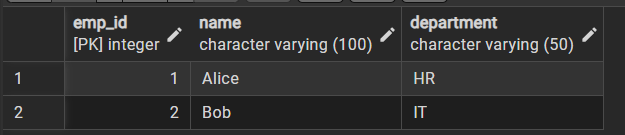 emp_id name department
[PK] integer character varying (100) character varying (50)
1 1 Alice HR
2 2 Bob IT